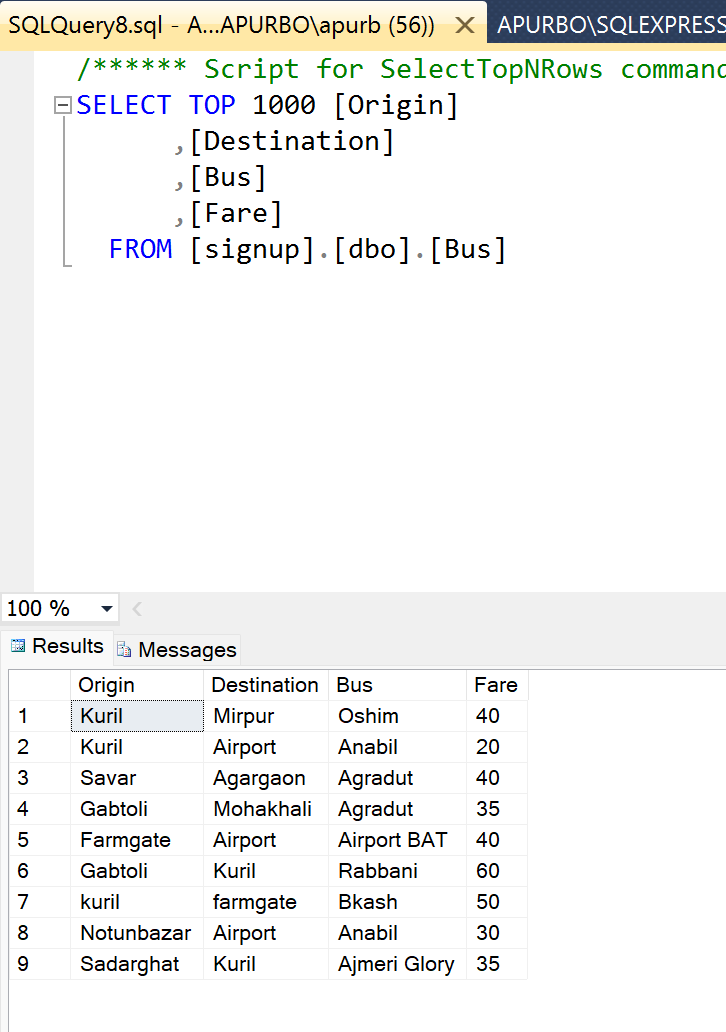 SQLQuery8.sql - A...APURBO\apurb (56)) APURBO\SQLEXPRESS
/****** Script for SelectTopNRows command
SELECT TOP 1000 [Origin]
,[Destination]
,[Bus]
,[Fare]
FROM [signup].[dbo].[Bus]
100 %
Results Messages
Origin Destination Bus Fare
1 Kuril Mirpur Oshim 40
2 Kuril Airport Anabil 20
3 Savar Agargaon Agradut 40
4 Gabtoli Mohakhali Agradut 35
5 Farmgate Airport Airport BAT 40
6 Gabtoli Kuril Rabbani 60
7 kuril farmgate Bkash 50
8 Notunbazar Airport Anabil 30
9 Sadarghat Kuril Ajmeri Glory 35